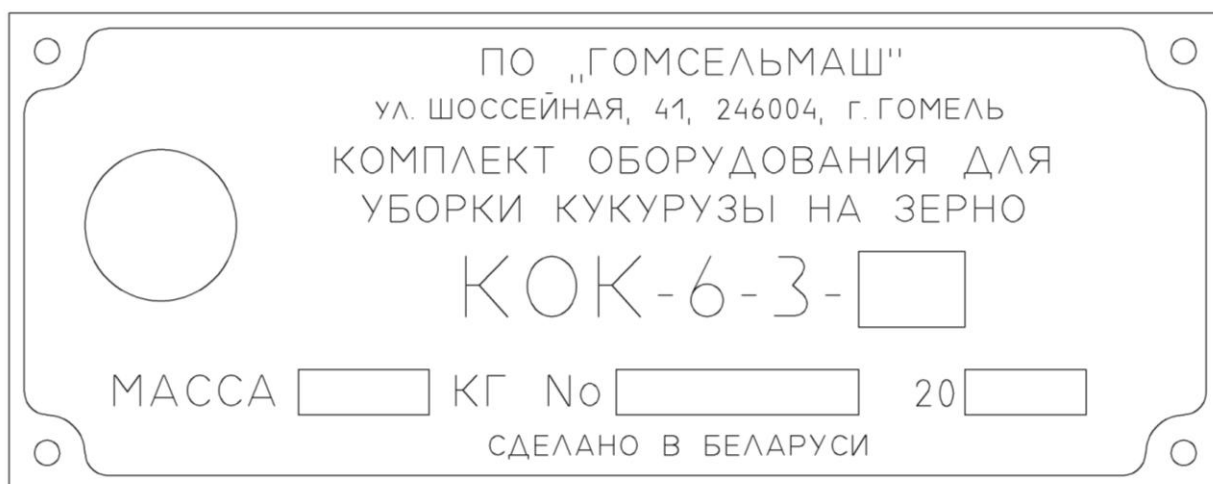 ПО „ГОМСЕЛЬМАШ"
ул. ШОССЕЙНАЯ, 41, 246004, г. ГОМЕЛЬ
КОМПЛЕКТ ОБОРУДОВАНИЯ ДЛЯ
УБОРКИ КУКУРУЗЫ НА ЗЕРНО
КОК-6-3-
МАССА КГ No 20
СДЕЛАНО В БЕЛАРУСИ